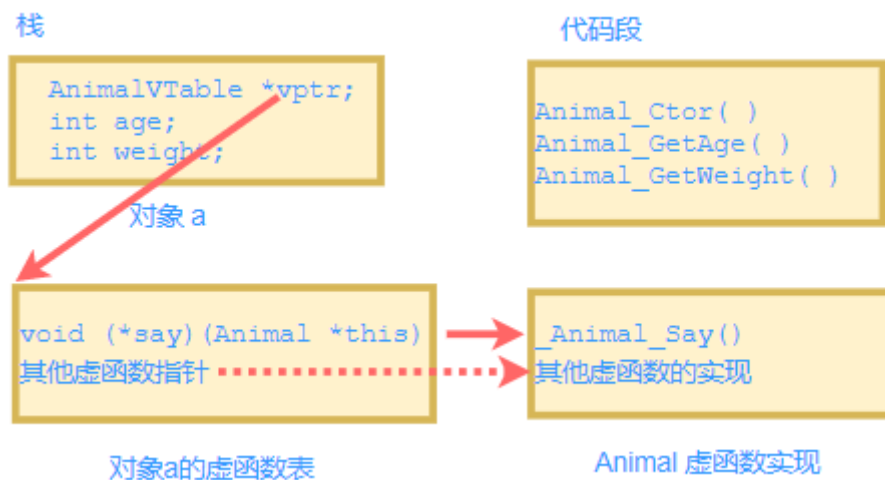 栈
AnimalVTable *vptr;
int age;
int weight;
对象 a
代码段
Animal_Ctor( )
Animal_GetAge( )
Animal_GetWeight( )
void (*say)(Animal *this)
其他虚函数指针
对象a的虚函数表
_Animal_Say()
其他虚函数的实现
Animal 虚函数实现